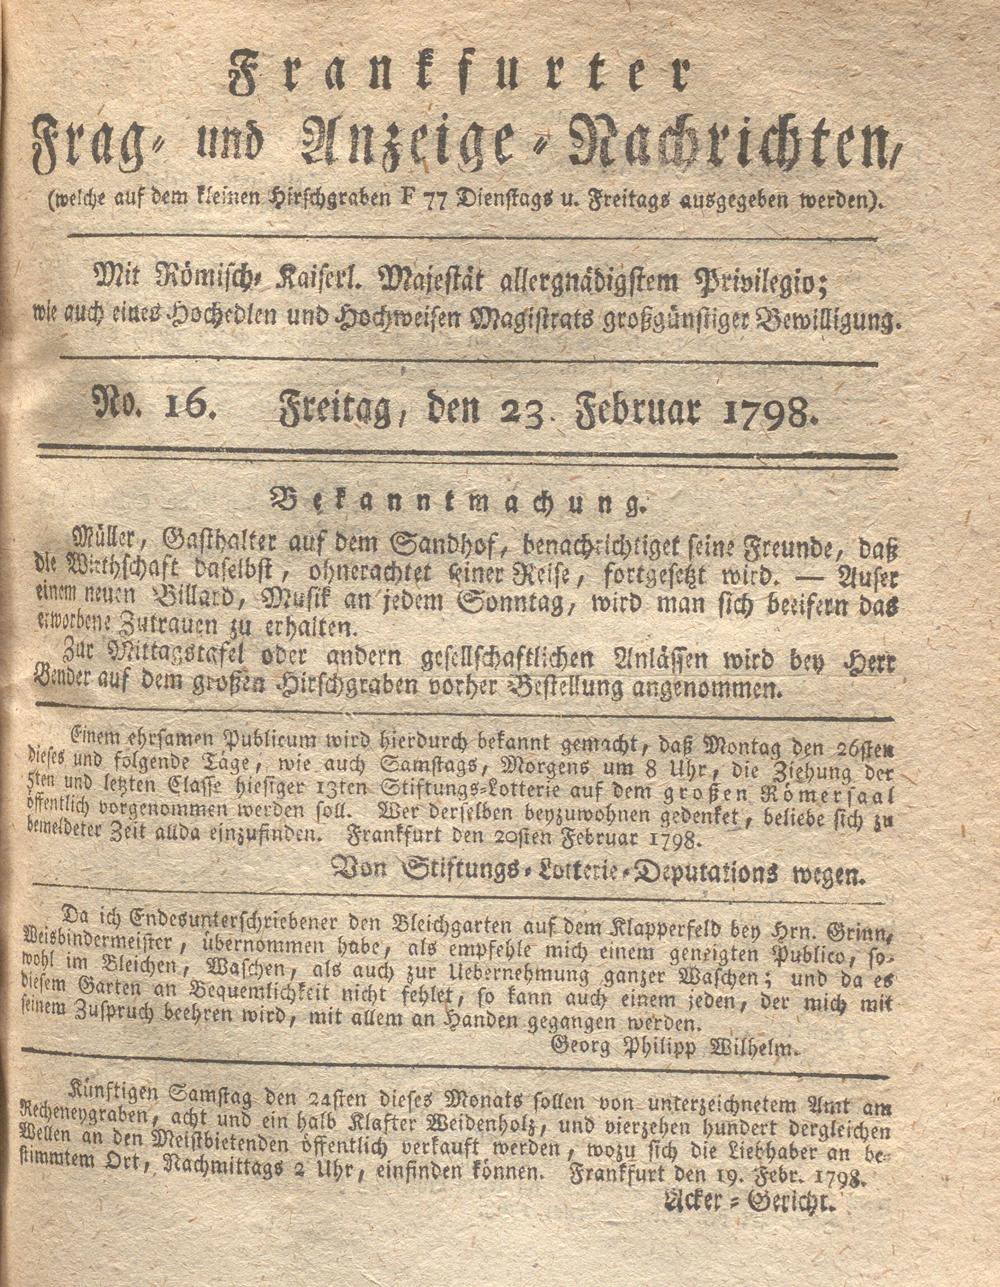 Frankfurter
Frag- und Anzeige-Nachrichten,
(welche auf dem kleinen Hirschgraben F 77 Dienstags u. Freitags ausgegeben werden).
Mit Römisch- Kaiserl. Majestät allergnädigstem Privilegio;
wie auch eines Hochedlen und Hochweisen Magistrats großgünstiger Bewilligung.
No. 16. Freitag, den 23. Februar 1798.
Bekanntmachung.
Müller, Gasthalter auf dem Sandhof, benachrichtiget seine Freunde, daß
die Wirthschaft daselbst, ohnerachtet seiner Reise, fortgesetzt wird. — Auser
einem neuen Billard, Musik an jedem Sonntag, wird man sich beeifern das
erworbene Zutrauen zu erhalten.
Zur Mittagstafel oder andern gesellschaftlichen Anlässen wird bey Herr
Bender auf dem großen Hirschgraben vorher Bestellung angenommen.
Einem ehrsamen Publicum wird hierdurch bekannt gemacht, daß Montag den 26sten
dieses und folgende Täge, wie auch Samstags, Morgens um 8 Uhr, die Ziehung der
5ten und letzten Classe hiesiger 13ten Stiftungs-Lotterie auf dem großen Römersaal
öffentlich vorgenommen werden soll. Wer derselben beyzuwohnen gedenket, beliebe sich zu
bemeldeter Zeit allda einzufinden. Frankfurt den 20sten Februar 1798.
Von Stiftungs-Lotterie-Deputations wegen.
Da ich Endesunterschriebener den Bleichgarten auf dem Klapperfeld bey Hrn. Grinn,
Weisbindermeister, übernommen habe, als empfehle mich einem geneigten Publico, so-
wohl im Bleichen, Waschen, als auch zur Uebernehmung ganzer Waschen; und da es
diesem Garten an Bequemlichkeit nicht fehlet, so kann auch einem jeden, der mich mit
seinem Zuspruch beehren wird, mit allem an Handen gegangen werden.
Georg Philipp Wilhelm.
Künftigen Samstag den 24sten dieses Monats sollen von unterzeichnetem Amt am
Recheneygraben, acht und ein halb Klafter Weidenholz, und vierzehen hundert dergleichen
Wellen an den Meistbietenden öffentlich verkauft werden, wozu sich die Liebhaber an be-
stimmtem Ort, Nachmittags 2 Uhr, einfinden können. Frankfurt den 19. Febr. 1798.
Acker-Gericht.